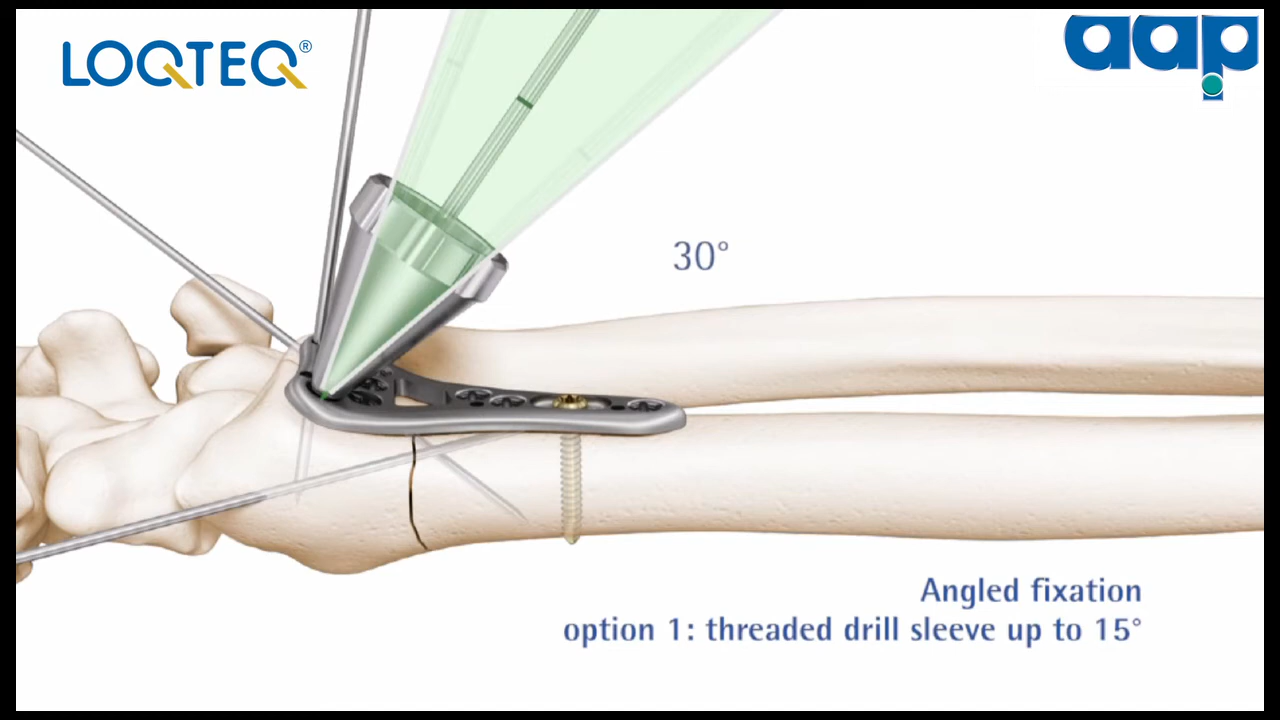 LOQTEQ®
aap
30°
Angled fixation
option 1: threaded drill sleeve up to 15°